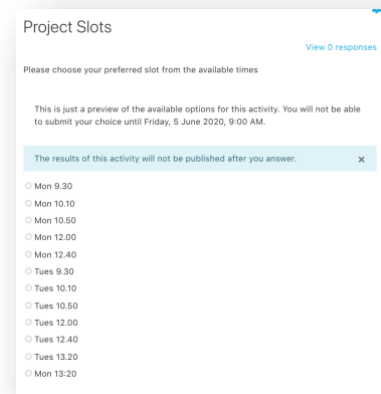 Project Slots
View 0 responses
Please choose your preferred slot from the available times
This is just a preview of the available options for this activity. You will not be able
to submit your choice until Friday, 5 June 2020, 9:00 AM.
The results of this activity will not be published after you answer.
Mon 9.30
Mon 10.10
Mon 10.50
Mon 12.00
Mon 12.40
Tues 9.30
Tues 10.10
Tues 10.50
Tues 12.00
Tues 12.40
Tues 13.20
Mon 13:20